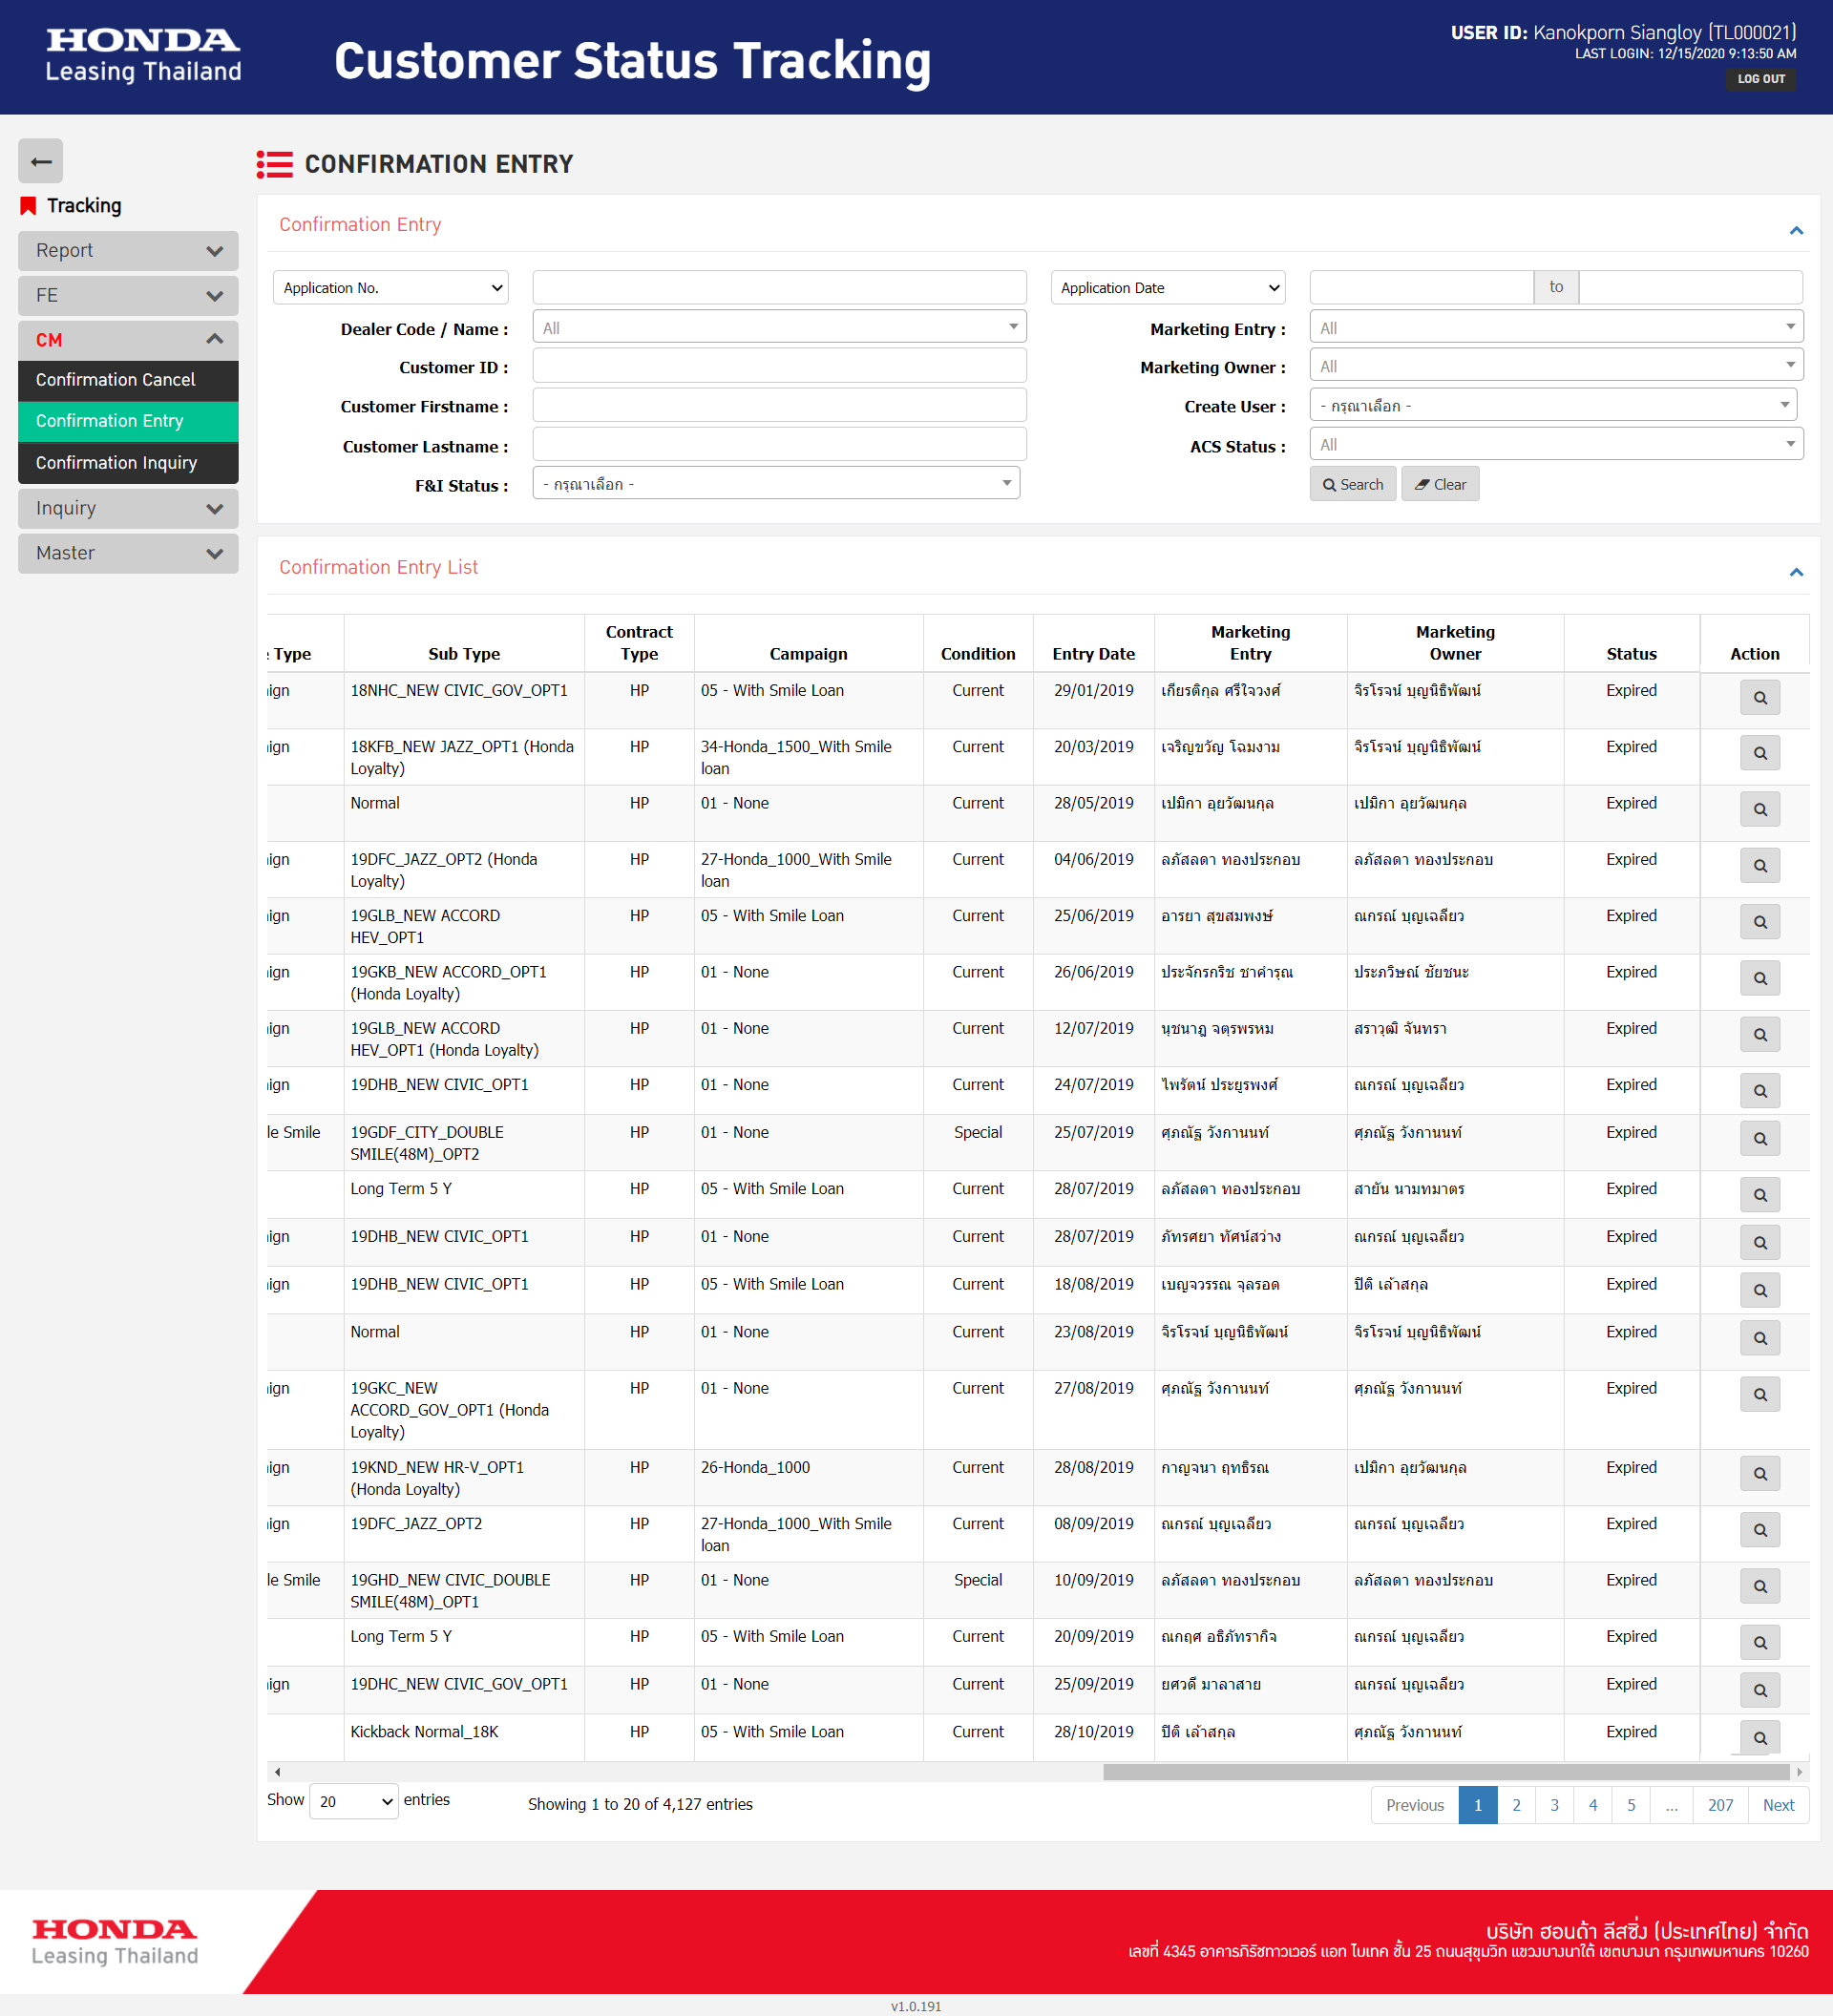 HONDA
Leasing Thailand
Customer Status Tracking
USER ID: Kanokporn Siangloy (TL000021)
LAST LOGIN: 12/15/2020 9:13:50 AM
LOG OUT
Tracking
Report
FE
CM
Confirmation Cancel
Confirmation Entry
Confirmation Inquiry
Inquiry
Master
CONFIRMATION ENTRY
Confirmation Entry
Application No. Application Date to
Dealer Code / Name : All Marketing Entry : All
Customer ID : Marketing Owner : All
Customer Firstname : Create User : - กรุณาเลือก -
Customer Lastname : ACS Status : All
F&I Status : - กรุณาเลือก - Search Clear
Confirmation Entry List
Type Sub Type Contract Type Campaign Condition Entry Date Marketing Entry Marketing Owner Status Action
ign 18NHC_NEW CIVIC_GOV_OPT1 HP 05 - With Smile Loan Current 29/01/2019 เกียรติกุล ศรีใจวงศ์ จิรโรจน์ บุญนิธิพัฒน์ Expired
ign 18KFB_NEW JAZZ_OPT1 (Honda Loyalty) HP 34-Honda_1500_With Smile loan Current 20/03/2019 เจริญขวัญ โฉมงาม จิรโรจน์ บุญนิธิพัฒน์ Expired
Normal HP 01 - None Current 28/05/2019 เปมิกา อุยวัฒนกุล เปมิกา อุยวัฒนกุล Expired
ign 19DFC_JAZZ_OPT2 (Honda Loyalty) HP 27-Honda_1000_With Smile loan Current 04/06/2019 ลภัสลดา ทองประกอบ ลภัสลดา ทองประกอบ Expired
ign 19GLB_NEW ACCORD HEV_OPT1 HP 05 - With Smile Loan Current 25/06/2019 อารยา สุขสมพงษ์ ณกรณ์ บุญเฉลียว Expired
ign 19GKB_NEW ACCORD_OPT1 (Honda Loyalty) HP 01 - None Current 26/06/2019 ประจักรกริช ชาคำรุณ ประภวิษณ์ ชัยชนะ Expired
ign 19GLB_NEW ACCORD HEV_OPT1 (Honda Loyalty) HP 01 - None Current 12/07/2019 นุชนาฎ จตุรพรหม สราวุฒิ จันทรา Expired
ign 19DHB_NEW CIVIC_OPT1 HP 01 - None Current 24/07/2019 ไพรัตน์ ประยูรพงศ์ ณกรณ์ บุญเฉลียว Expired
le Smile 19GDF_CITY_DOUBLE SMILE(48M)_OPT2 HP 01 - None Special 25/07/2019 ศุภณัฐ วังกานนท์ ศุภณัฐ วังกานนท์ Expired
Long Term 5 Y HP 05 - With Smile Loan Current 28/07/2019 ลภัสลดา ทองประกอบ สายัน นามทมาตร Expired
ign 19DHB_NEW CIVIC_OPT1 HP 01 - None Current 28/07/2019 ภัทรศยา ทัศน์สว่าง ณกรณ์ บุญเฉลียว Expired
ign 19DHB_NEW CIVIC_OPT1 HP 05 - With Smile Loan Current 18/08/2019 เบญจวรรณ จุลรอด ปิติ เล้าสกุล Expired
Normal HP 01 - None Current 23/08/2019 จิรโรจน์ บุญนิธิพัฒน์ จิรโรจน์ บุญนิธิพัฒน์ Expired
ign 19GKC_NEW ACCORD_GOV_OPT1 (Honda Loyalty) HP 01 - None Current 27/08/2019 ศุภณัฐ วังกานนท์ ศุภณัฐ วังกานนท์ Expired
ign 19KND_NEW HR-V_OPT1 (Honda Loyalty) HP 26-Honda_1000 Current 28/08/2019 กาญจนา ฤทธิรณ เปมิกา อุยวัฒนกุล Expired
ign 19DFC_JAZZ_OPT2 HP 27-Honda_1000_With Smile loan Current 08/09/2019 ณกรณ์ บุญเฉลียว ณกรณ์ บุญเฉลียว Expired
le Smile 19GHD_NEW CIVIC_DOUBLE SMILE(48M)_OPT1 HP 01 - None Special 10/09/2019 ลภัสลดา ทองประกอบ ลภัสลดา ทองประกอบ Expired
Long Term 5 Y HP 05 - With Smile Loan Current 20/09/2019 ณกฤศ อธิภัทรากิจ ณกรณ์ บุญเฉลียว Expired
ign 19DHC_NEW CIVIC_GOV_OPT1 HP 01 - None Current 25/09/2019 ยศวดี มาลาสาย ณกรณ์ บุญเฉลียว Expired
Kickback Normal_18K HP 05 - With Smile Loan Current 28/10/2019 ปิติ เล้าสกุล ศุภณัฐ วังกานนท์ Expired
Show 20 entries Showing 1 to 20 of 4,127 entries Previous 1 2 3 4 5 ... 207 Next
HONDA
Leasing Thailand
บริษัท ฮอนด้า ลีสซิ่ง (ประเทศไทย) จำกัด
เลขที่ 4345 อาคารภิรัชทาวเวอร์ แอท ไบเทค ชั้น 25 ถนนสุขุมวิท แขวงบางนาใต้ เขตบางนา กรุงเทพมหานคร 10260
v1.0.191